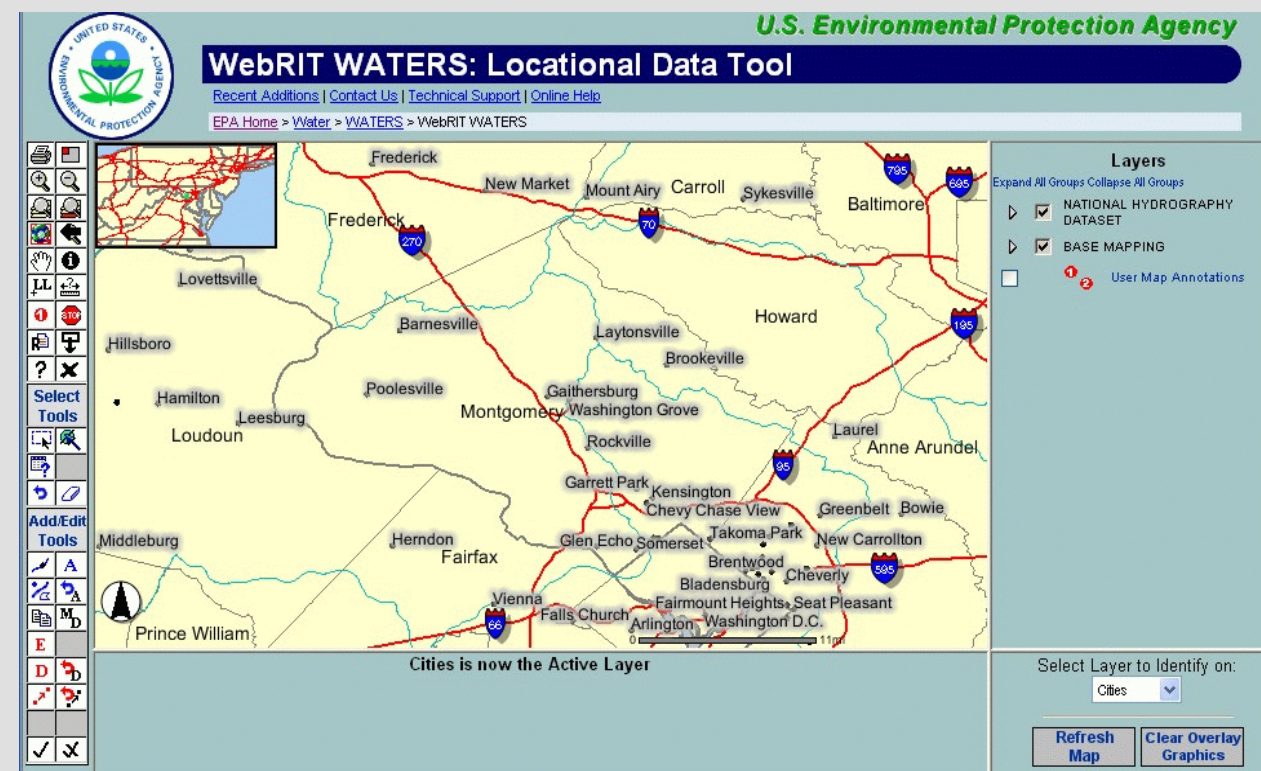 U.S. Environmental Protection Agency
UNITED STATES
ENVIRONMENTAL PROTECTION AGENCY
WebRIT WATERS: Locational Data Tool
Recent Additions | Contact Us | Technical Support | Online Help
EPA Home > Water > WATERS > WebRIT WATERS
Layers
Expand All Groups Collapse All Groups
NATIONAL HYDROGRAPHY
DATASET
BASE MAPPING
1
2
User Map Annotations
LL
1
STOP
R
?
Select
Tools
?
Add/Edit
Tools
A
A
MD
E
D
D
Frederick
New Market
Mount Airy
Carroll
Sykesville
795
695
Baltimore
Frederick
270
70
Lovettsville
Barnesville
Laytonsville
Howard
195
Hillsboro
Brookeville
Poolesville
Gaithersburg
Hamilton
Montgomery
Washington Grove
Leesburg
Loudoun
Rockville
Laurel
Anne Arundel
95
Garrett Park
Kensington
Chevy Chase View
Greenbelt
Bowie
Middleburg
Herndon
Fairfax
Glen Echo
Somerset
Takoma Park
New Carrollton
Brentwood
Cheverly
595
Bladensburg
Vienna
Fairmount Heights
Seat Pleasant
66
Falls Church
Arlington
Washington D.C.
Prince William
0
11mi
Cities is now the Active Layer
Select Layer to Identify on:
Cities
Refresh
Map
Clear Overlay
Graphics